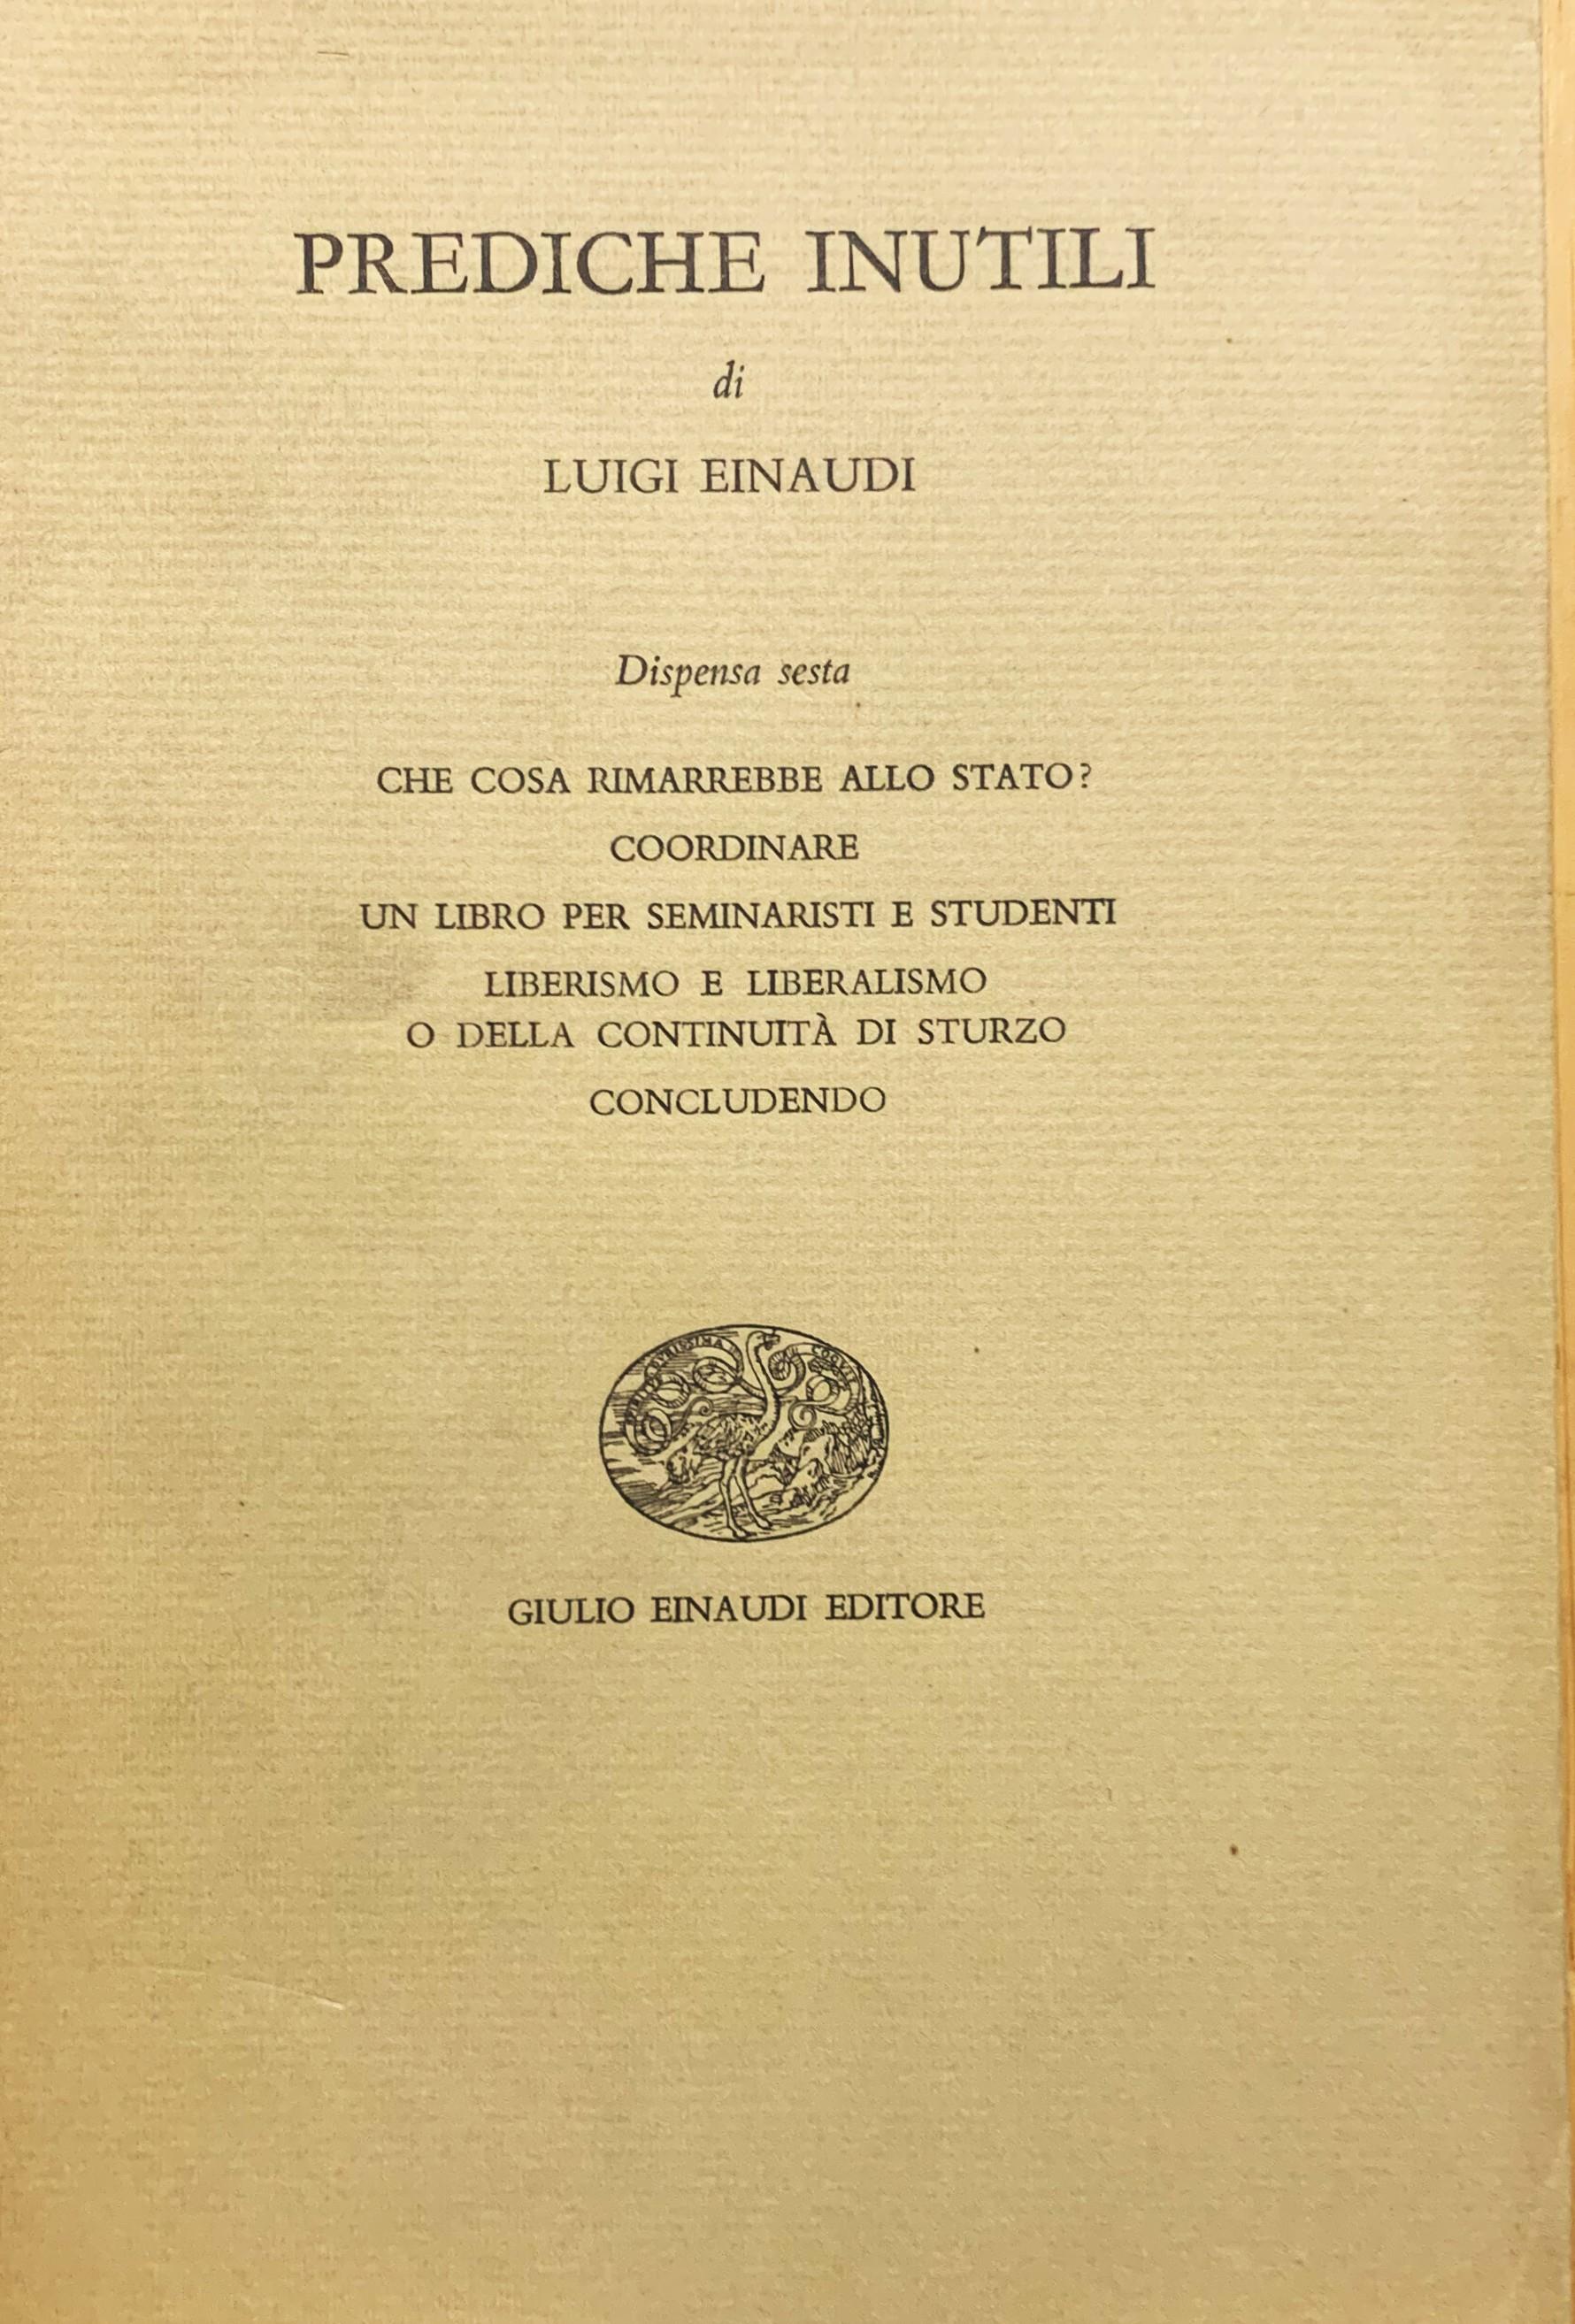 PREDICHE INUTILI
di
LUIGI EINAUDI
Dispensa sesta
CHE COSA RIMARREBBE ALLO STATO?
COORDINARE
UN LIBRO PER SEMINARISTI E STUDENTI
LIBERISMO E LIBERALISMO
O DELLA CONTINUITÀ DI STURZO
CONCLUDENDO
GIULIO EINAUDI EDITORE